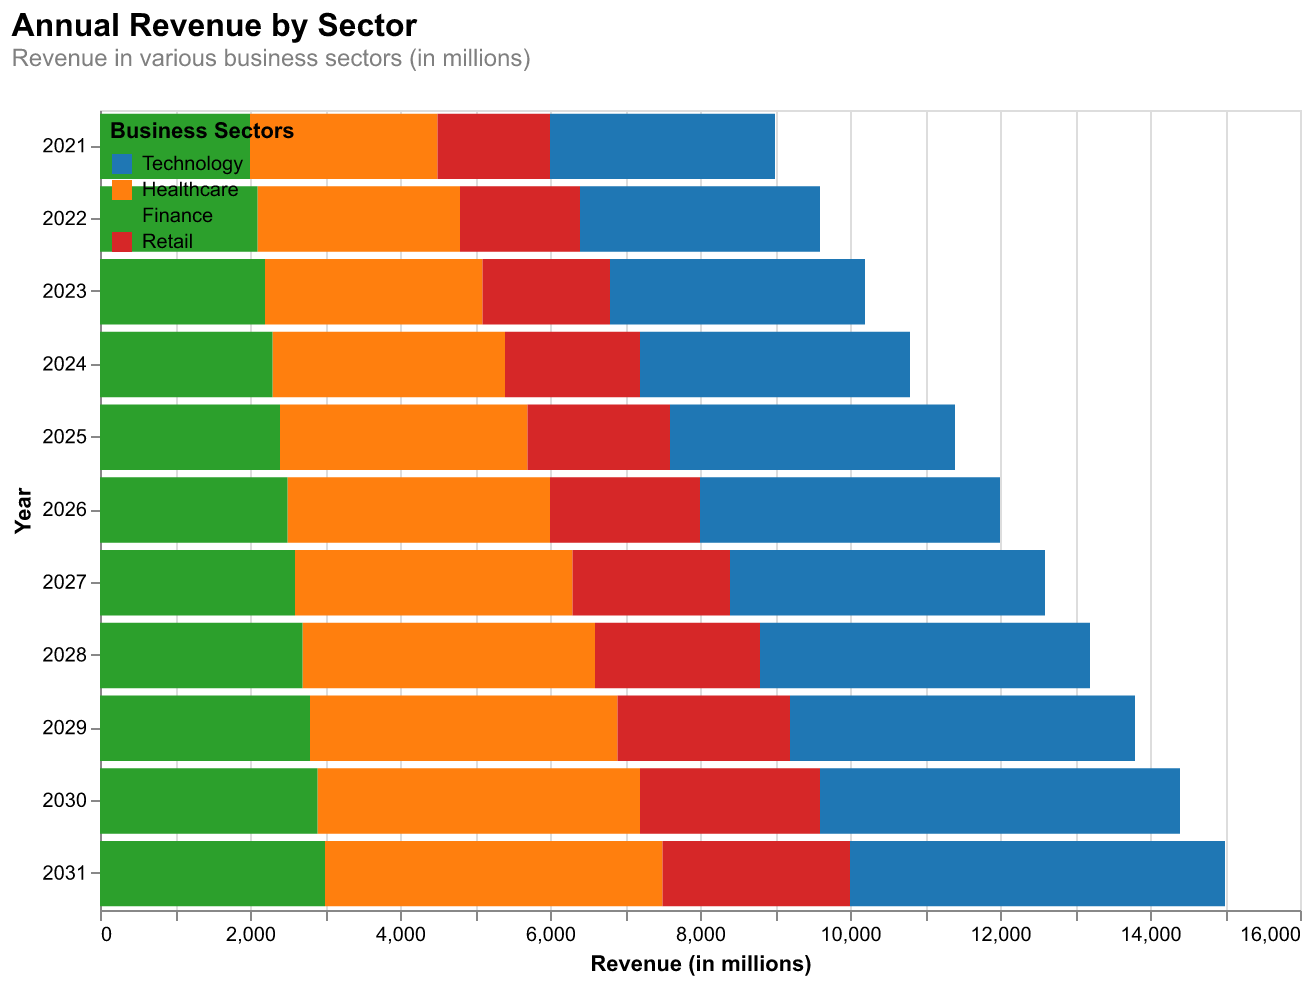 Annual Revenue by Sector
Revenue in various business sectors (in millions)
Business Sectors
Technology
Healthcare
Finance
Retail
Year
2021
2022
2023
2024
2025
2026
2027
2028
2029
2030
2031
0 2,000 4,000 6,000 8,000 10,000 12,000 14,000 16,000
Revenue (in millions)